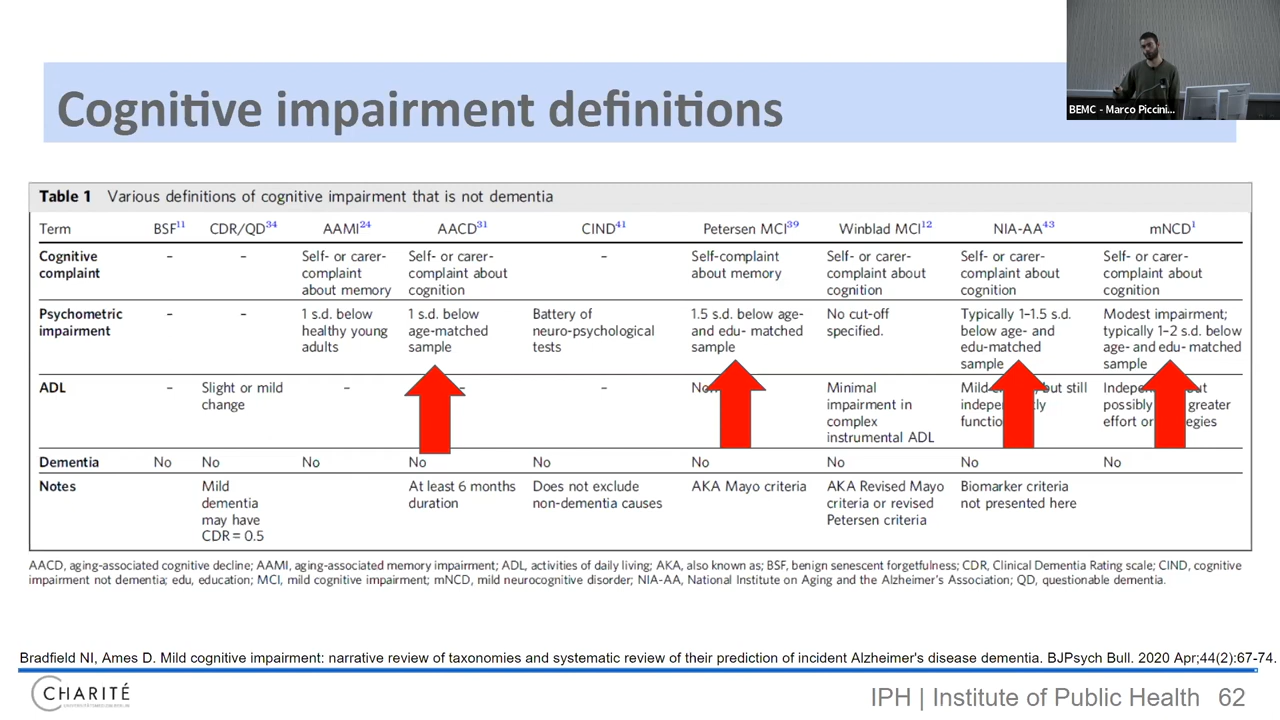 BEMC - Marco Piccini...
Cognitive impairment definitions
Table 1 Various definitions of cognitive impairment that is not dementia
Term BSF11 CDR/QD34 AAMI24 AACD31 CIND41 Petersen MCI39 Winblad MCI12 NIA-AA43 mNCD1
Cognitive – – Self- or carer- Self- or carer- – Self-complaint Self- or carer- Self- or carer- Self- or carer-
complaint complaint complaint about about memory complaint about complaint about complaint about
about memory cognition cognition cognition cognition
Psychometric – – 1 s.d. below 1 s.d. below Battery of 1.5 s.d. below age- No cut-off Typically 1–1.5 s.d. Modest impairment;
impairment healthy young age-matched neuro-psychological and edu- matched specified. below age- and typically 1–2 s.d. below
adults sample tests sample edu-matched age- and edu- matched
sample sample
ADL – Slight or mild – – – Minimal Mild but still
change impairment in
complex possibly greater
instrumental ADL effort or
Dementia No No No No No No No No No
Notes Mild At least 6 months Does not exclude AKA Mayo criteria AKA Revised Mayo Biomarker criteria
dementia duration non-dementia causes criteria or revised not presented here
may have Petersen criteria
CDR = 0.5
AACD, aging-associated cognitive decline; AAMI, aging-associated memory impairment; ADL, activities of daily living; AKA, also known as; BSF, benign senescent forgetfulness; CDR, Clinical Dementia Rating scale; CIND, cognitive
impairment not dementia; edu, education; MCI, mild cognitive impairment; mNCD, mild neurocognitive disorder; NIA-AA, National Institute on Aging and the Alzheimer's Association; QD, questionable dementia.
Bradfield NI, Ames D. Mild cognitive impairment: narrative review of taxonomies and systematic review of their prediction of incident Alzheimer's disease dementia. BJPsych Bull. 2020 Apr;44(2):67-74.
CHARITÉ
UNIVERSITÄTSMEDIZIN BERLIN
IPH | Institute of Public Health 62